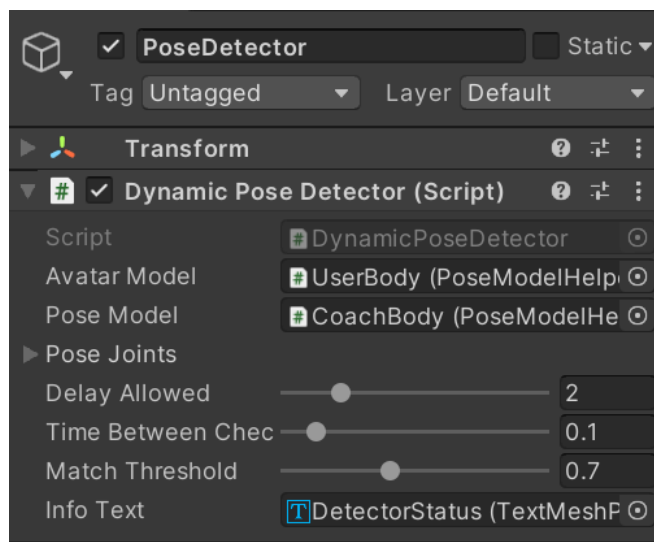 PoseDetector Static
Tag Untagged Layer Default
Transform
# Dynamic Pose Detector (Script)
Script # DynamicPoseDetector
Avatar Model # UserBody (PoseModelHelp
Pose Model # CoachBody (PoseModelHe
Pose Joints
Delay Allowed 2
Time Between Chec 0.1
Match Threshold 0.7
Info Text T DetectorStatus (TextMeshP